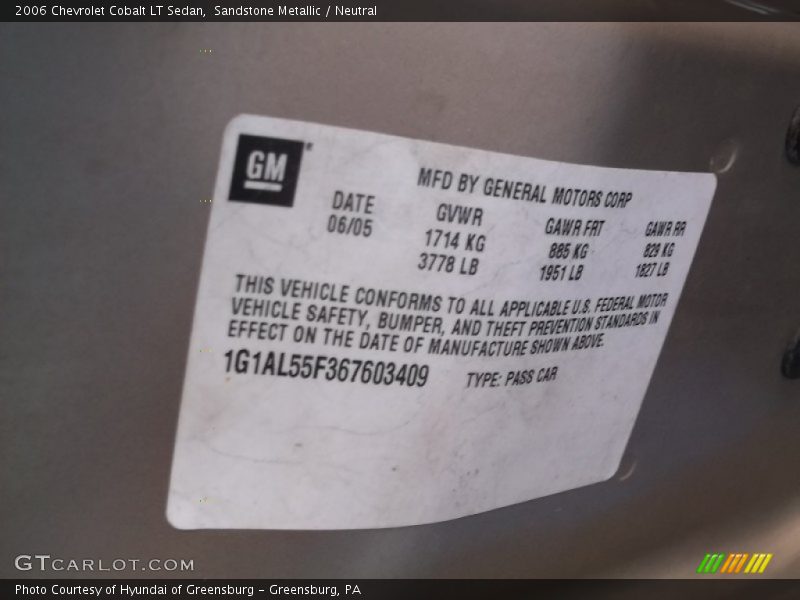 2006 Chevrolet Cobalt LT Sedan, Sandstone Metallic / Neutral
GM
MFD BY GENERAL MOTORS CORP
DATE GVWR GAWR FRT GAWR RR
06/05 1714 KG 885 KG 829 KG
3778 LB 1951 LB 1827 LB
THIS VEHICLE CONFORMS TO ALL APPLICABLE U.S. FEDERAL MOTOR
VEHICLE SAFETY, BUMPER, AND THEFT PREVENTION STANDARDS IN
EFFECT ON THE DATE OF MANUFACTURE SHOWN ABOVE.
1G1AL55F367603409 TYPE: PASS CAR
GTCARLOT.COM
Photo Courtesy of Hyundai of Greensburg - Greensburg, PA